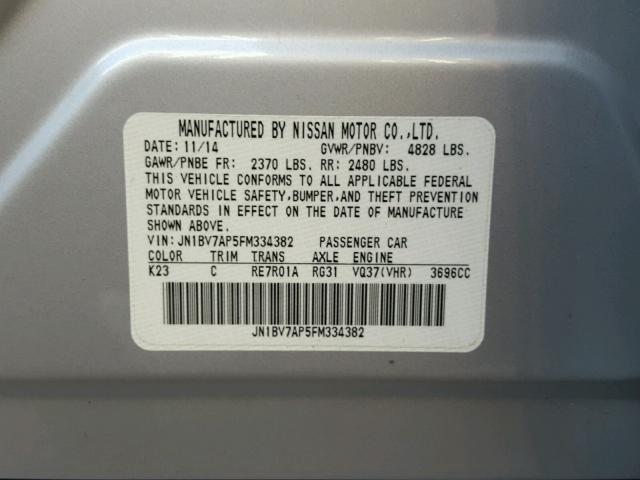 MANUFACTURED BY NISSAN MOTOR CO.,LTD.
DATE: 11/14 GVWR/PNBV: 4828 LBS.
GAWR/PNBE FR: 2370 LBS. RR: 2480 LBS.
THIS VEHICLE CONFORMS TO ALL APPLICABLE FEDERAL
MOTOR VEHICLE SAFETY,BUMPER,AND THEFT PREVENTION
STANDARDS IN EFFECT ON THE DATE OF MANUFACTURE
SHOWN ABOVE.
VIN:JN1BV7AP5FM334382 PASSENGER CAR
COLOR TRIM TRANS AXLE ENGINE
K23 C RE7R01A RG31 VQ37(VHR) 3696CC
JN1BV7AP5FM334382